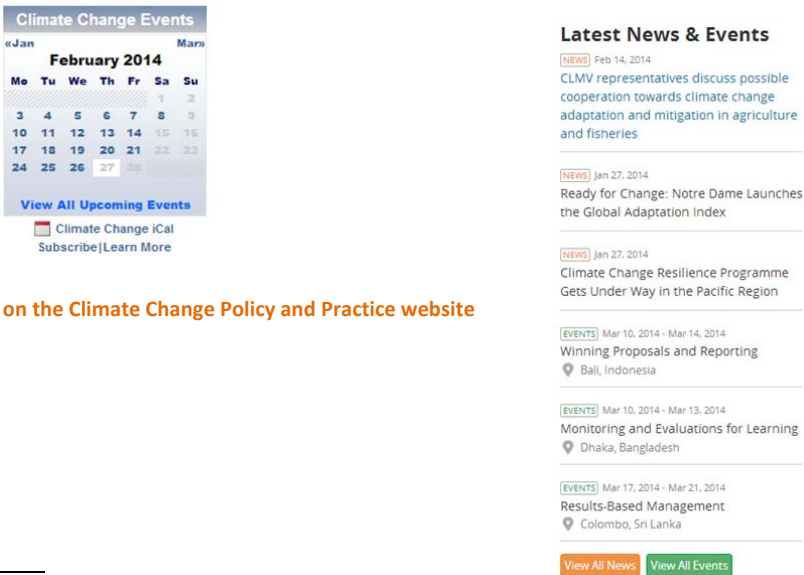 Climate Change Events
«Jan Mar»
February 2014
Mo Tu We Th Fr Sa Su
1 2
3 4 5 6 7 8 9
10 11 12 13 14 15 16
17 18 19 20 21 22 23
24 25 26 27 28
View All Upcoming Events
Climate Change iCal
Subscribe|Learn More
on the Climate Change Policy and Practice website
Latest News & Events
NEWS Feb 14, 2014
CLMV representatives discuss possible
cooperation towards climate change
adaptation and mitigation in agriculture
and fisheries
NEWS Jan 27, 2014
Ready for Change: Notre Dame Launches
the Global Adaptation Index
NEWS Jan 27, 2014
Climate Change Resilience Programme
Gets Under Way in the Pacific Region
EVENTS Mar 10, 2014 - Mar 14, 2014
Winning Proposals and Reporting
Bali, Indonesia
EVENTS Mar 10, 2014 - Mar 13, 2014
Monitoring and Evaluations for Learning
Dhaka, Bangladesh
EVENTS Mar 17, 2014 - Mar 21, 2014
Results-Based Management
Colombo, Sri Lanka
View All News View All Events